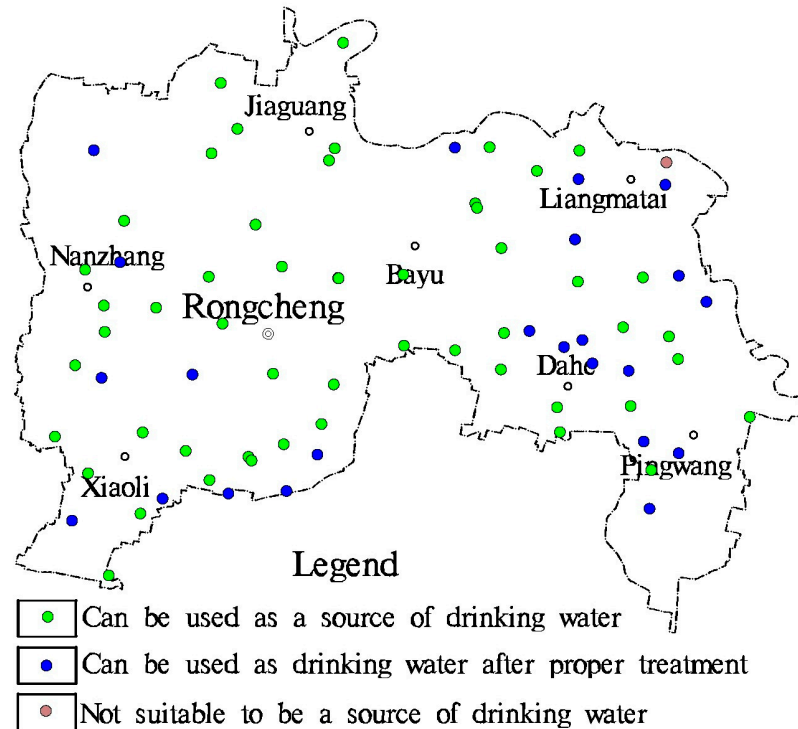 Jiaguang
Liangmatai
Nanzhang
Bayu
Rongcheng
Dahe
Pingwang
Xiaoli
Legend
Can be used as a source of drinking water
Can be used as drinking water after proper treatment
Not suitable to be a source of drinking water